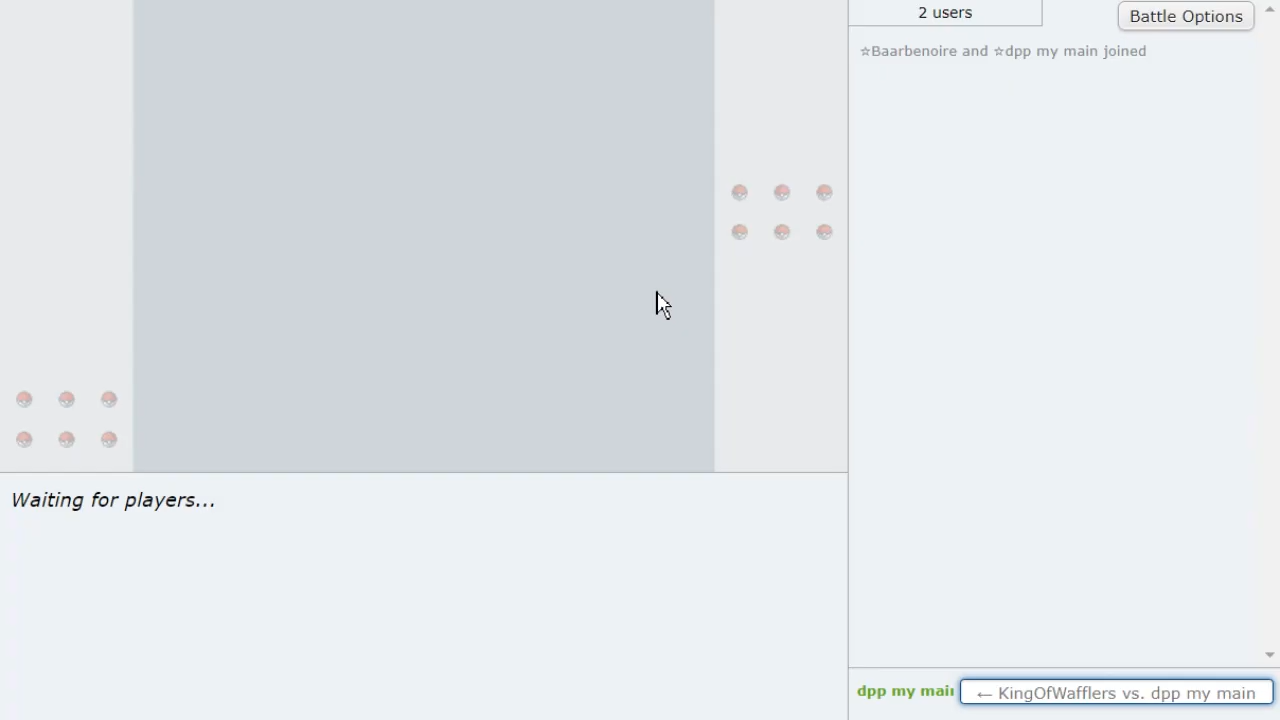 2 users
Battle Options
☆Baarbenoire and ☆dpp my main joined
Waiting for players...
dpp my mai
← KingOfWafflers vs. dpp my main